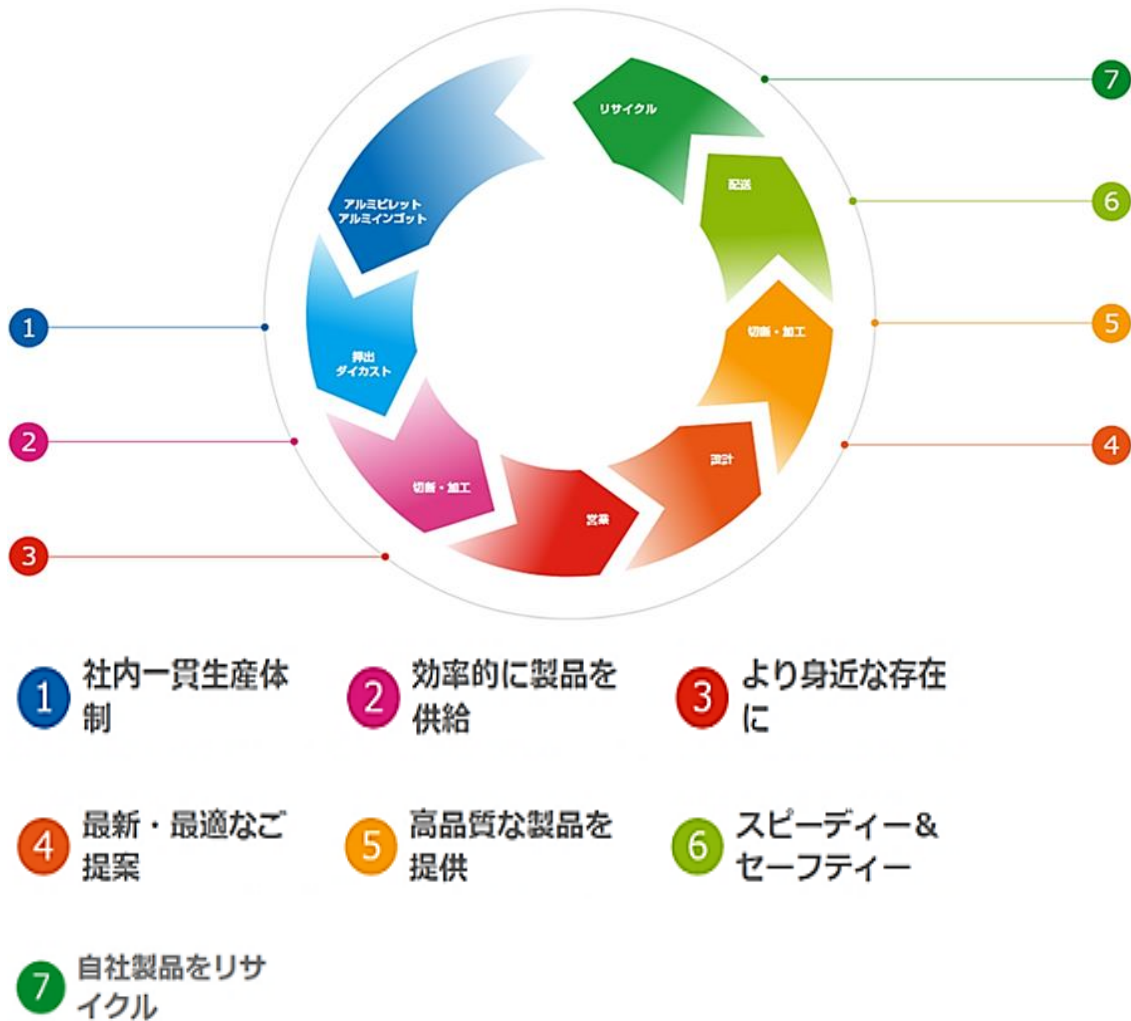 リサイクル
7
配送
6
アルミビレット
アルミインゴット
1
押出
ダイカスト
切断・加工
5
2
切断・加工
設計
4
営業
3
1
社内一貫生産体
制
2
効率的に製品を
供給
3
より身近な存在
に
4
最新・最適なご
提案
5
高品質な製品を
提供
6
スピーディー&
セーフティー
7
自社製品をリサ
イクル